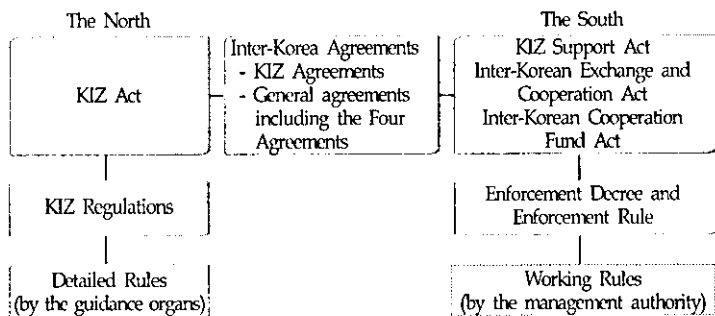 The North
The South
KIZ Act
Inter-Korea Agreements
- KIZ Agreements
- General agreements
including the Four
Agreements
KIZ Support Act
Inter-Korean Exchange and
Cooperation Act
Inter-Korean Cooperation
Fund Act
KIZ Regulations
Enforcement Decree and
Enforcement Rule
Detailed Rules
(by the guidance organs)
Working Rules
(by the management authority)